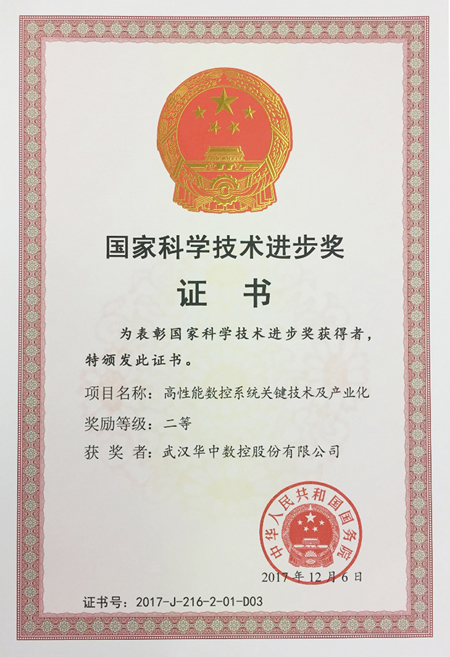 国家科学技术进步奖
证 书
为表彰国家科学技术进步奖获得者，
特颁发此证书。
项目名称：高性能数控系统关键技术及产业化
奖励等级：二等
获 奖 者：武汉华中数控股份有限公司
中华人民共和国国务院
2017年12月6日
证书号：2017-J-216-2-01-D03